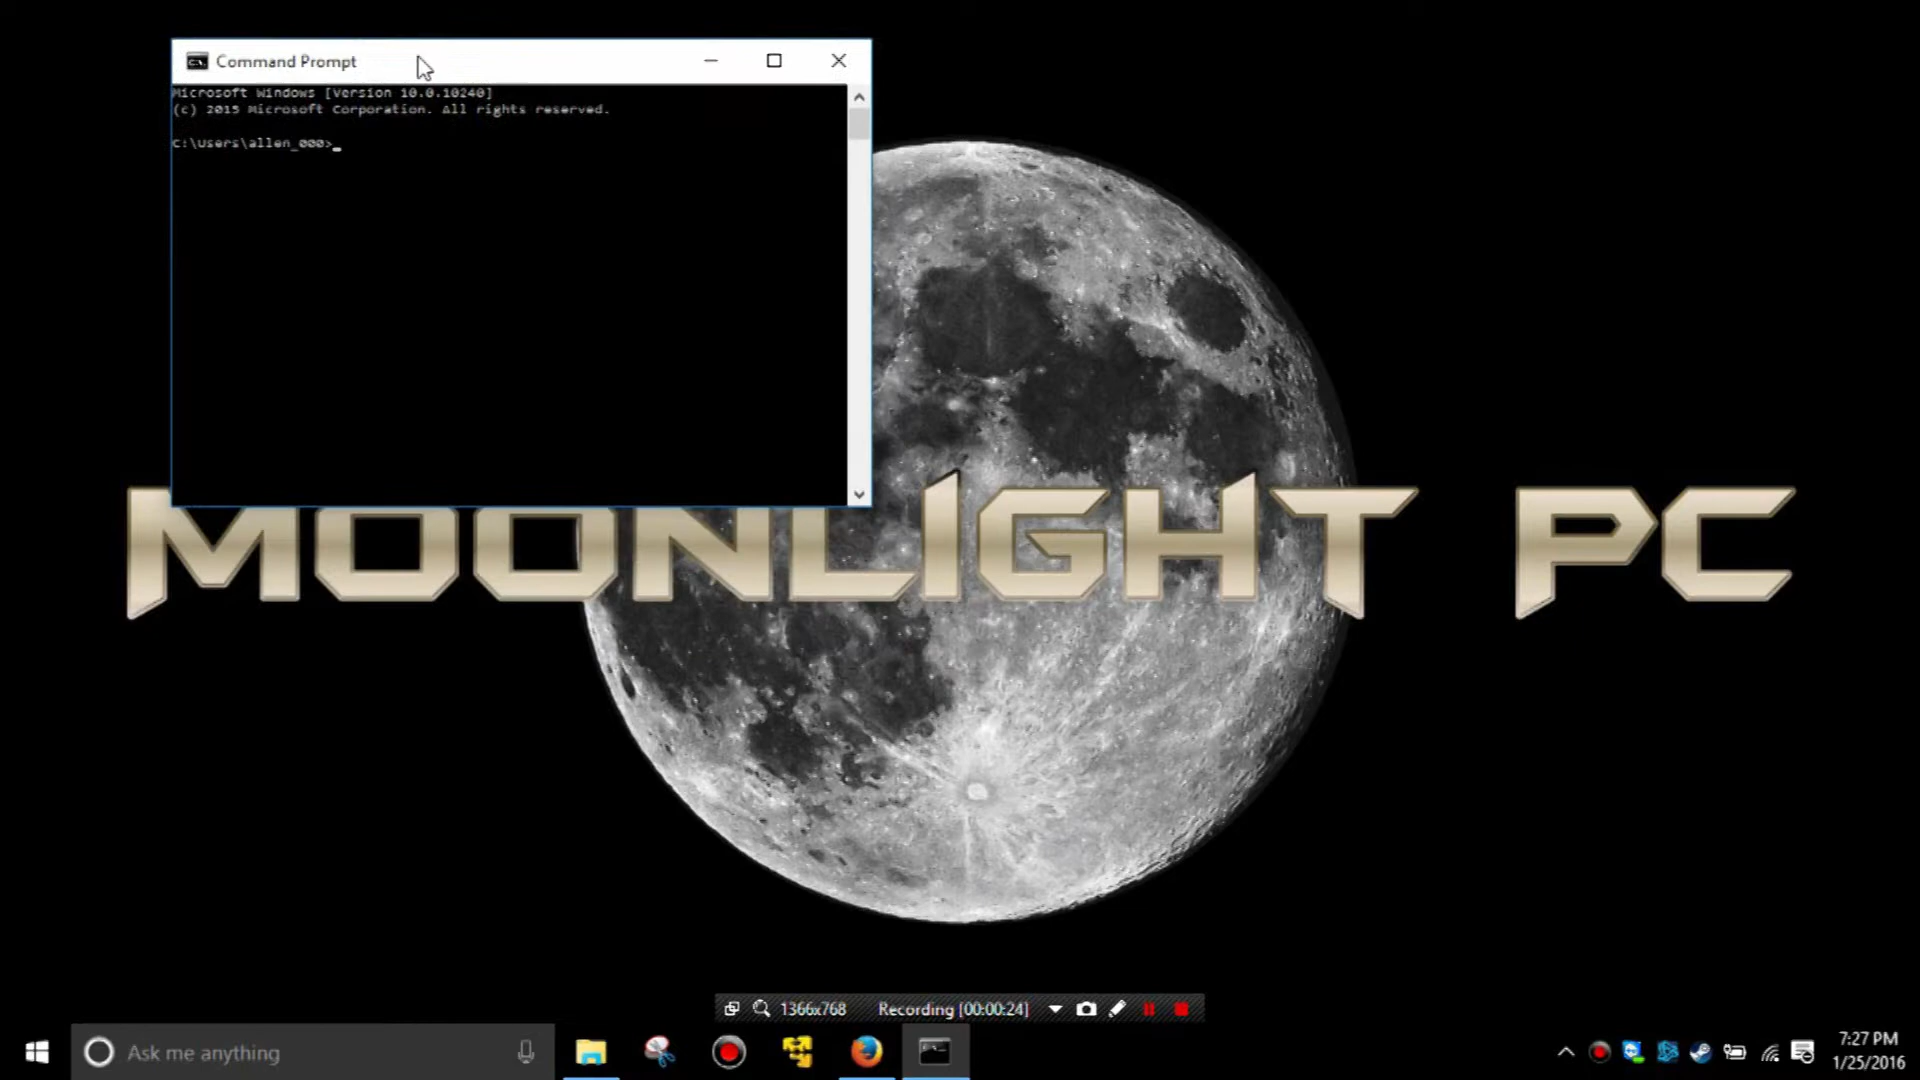 Command Prompt
Microsoft Windows [Version 10.0.10240]
(c) 2015 Microsoft Corporation. All rights reserved.
C:\Users\allen_000>
MOONLIGHT PC
1366x768 Recording [00:00:24]
Ask me anything
7:27 PM
1/25/2016